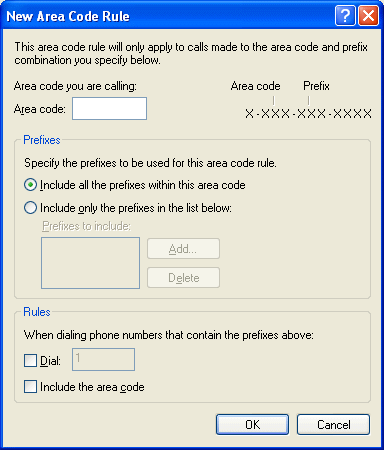 New Area Code Rule
This area code rule will only apply to calls made to the area code and prefix
combination you specify below.
Area code you are calling:
Area code    Prefix
Area code:
X - XXX - XXX - XXXX
Prefixes
Specify the prefixes to be used for this area code rule.
Include all the prefixes within this area code
Include only the prefixes in the list below:
Prefixes to include:
Add...
Delete
Rules
When dialing phone numbers that contain the prefixes above:
Dial: 1
Include the area code
OK    Cancel